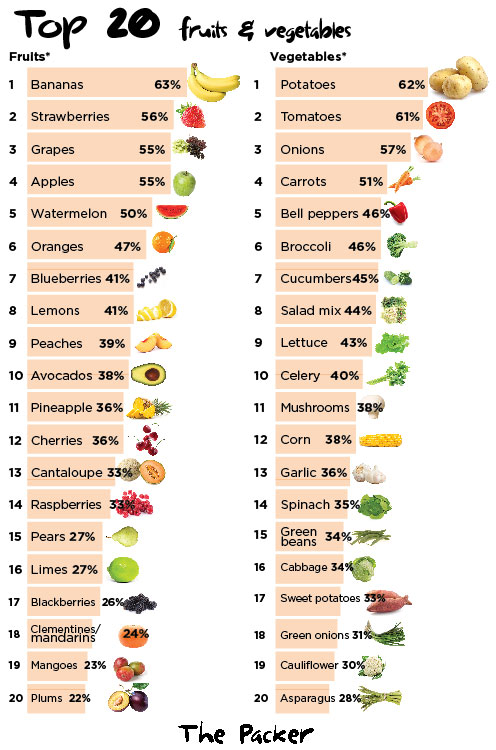 Top 20 fruits & vegetables
Fruits*
1 Bananas 63%
2 Strawberries 56%
3 Grapes 55%
4 Apples 55%
5 Watermelon 50%
6 Oranges 47%
7 Blueberries 41%
8 Lemons 41%
9 Peaches 39%
10 Avocados 38%
11 Pineapple 36%
12 Cherries 36%
13 Cantaloupe 33%
14 Raspberries 33%
15 Pears 27%
16 Limes 27%
17 Blackberries 26%
18 Clementines/
mandarins 24%
19 Mangoes 23%
20 Plums 22%
Vegetables*
1 Potatoes 62%
2 Tomatoes 61%
3 Onions 57%
4 Carrots 51%
5 Bell peppers 46%
6 Broccoli 46%
7 Cucumbers 45%
8 Salad mix 44%
9 Lettuce 43%
10 Celery 40%
11 Mushrooms 38%
12 Corn 38%
13 Garlic 36%
14 Spinach 35%
15 Green
beans 34%
16 Cabbage 34%
17 Sweet potatoes 33%
18 Green onions 31%
19 Cauliflower 30%
20 Asparagus 28%
The Packer